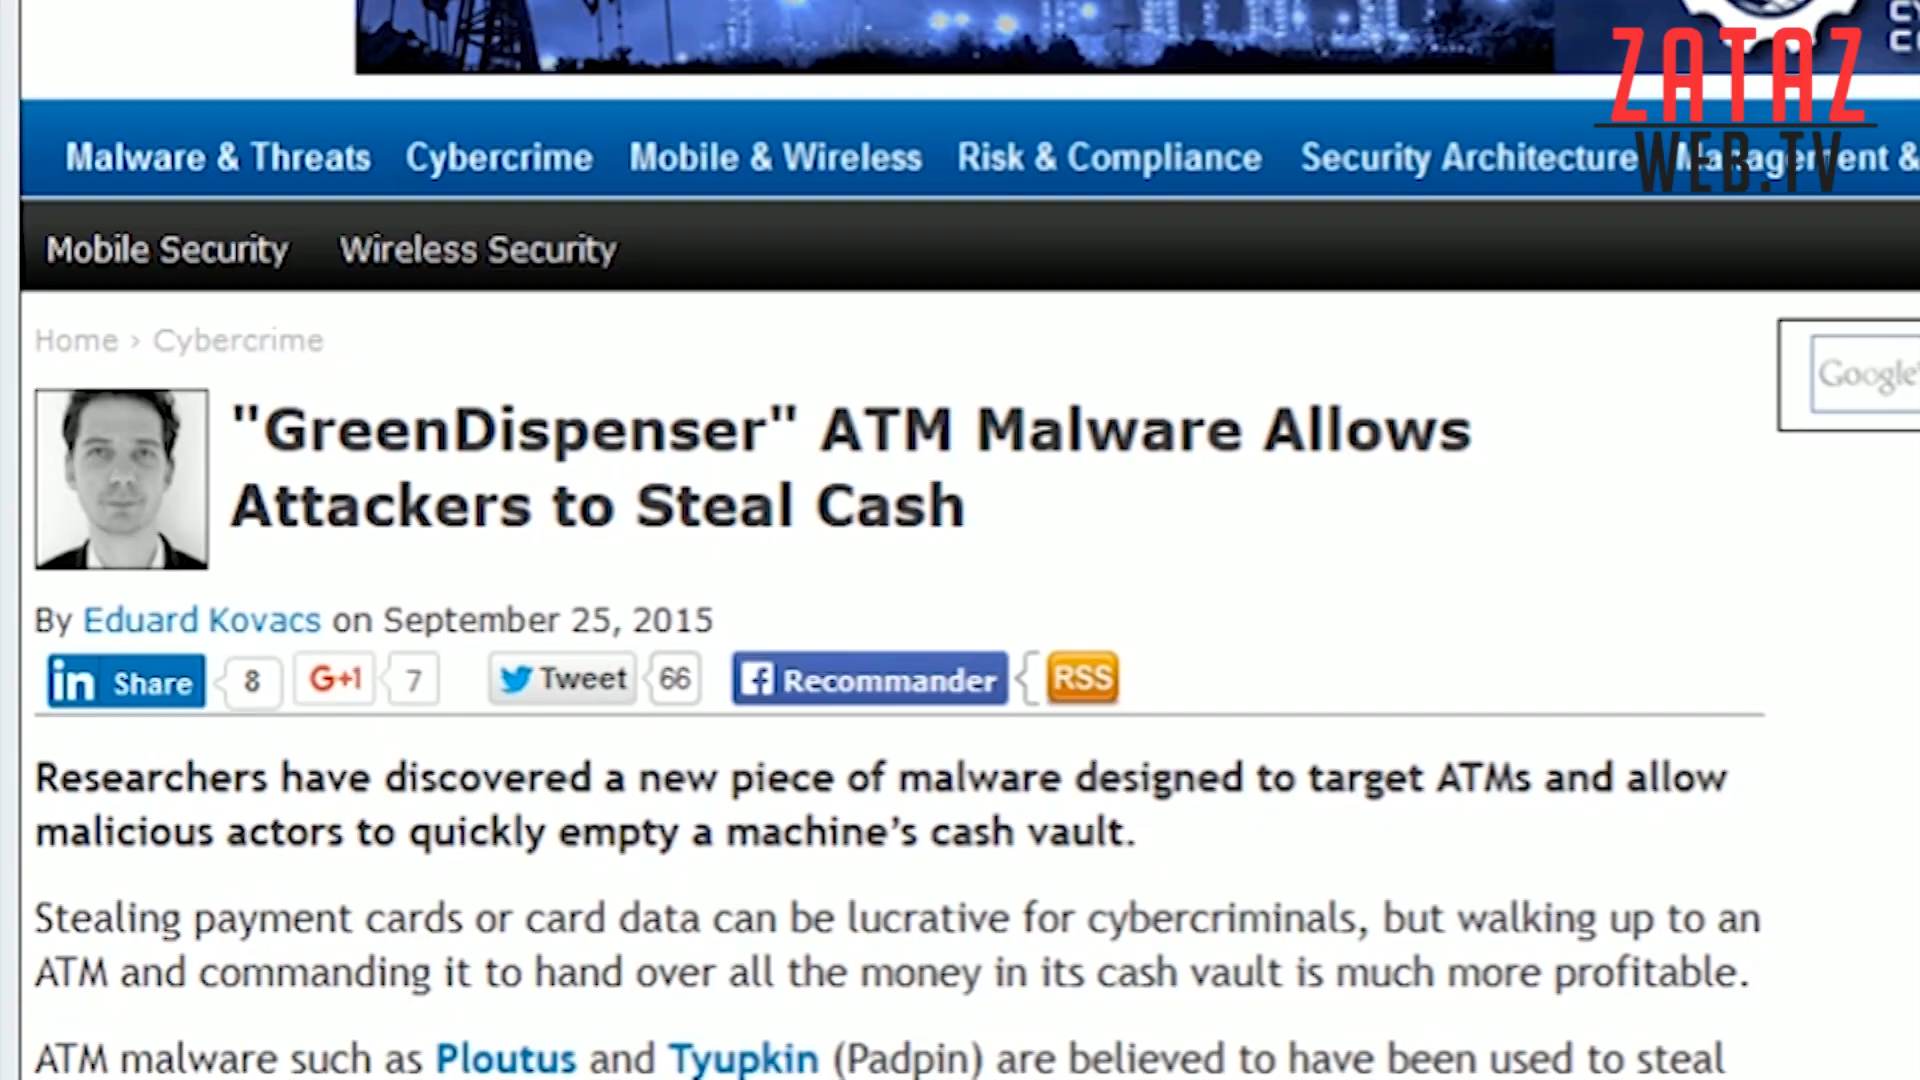 ZATAZ
WEB.TV
Malware & Threats Cybercrime Mobile & Wireless Risk & Compliance Security Architecture Management &
Mobile Security Wireless Security
Home › Cybercrime
Google
"GreenDispenser" ATM Malware Allows
Attackers to Steal Cash
By Eduard Kovacs on September 25, 2015
in Share 8 G+1 7 Tweet 66 f Recommander RSS
Researchers have discovered a new piece of malware designed to target ATMs and allow
malicious actors to quickly empty a machine’s cash vault.
Stealing payment cards or card data can be lucrative for cybercriminals, but walking up to an
ATM and commanding it to hand over all the money in its cash vault is much more profitable.
ATM malware such as Ploutus and Tyupkin (Padpin) are believed to have been used to steal